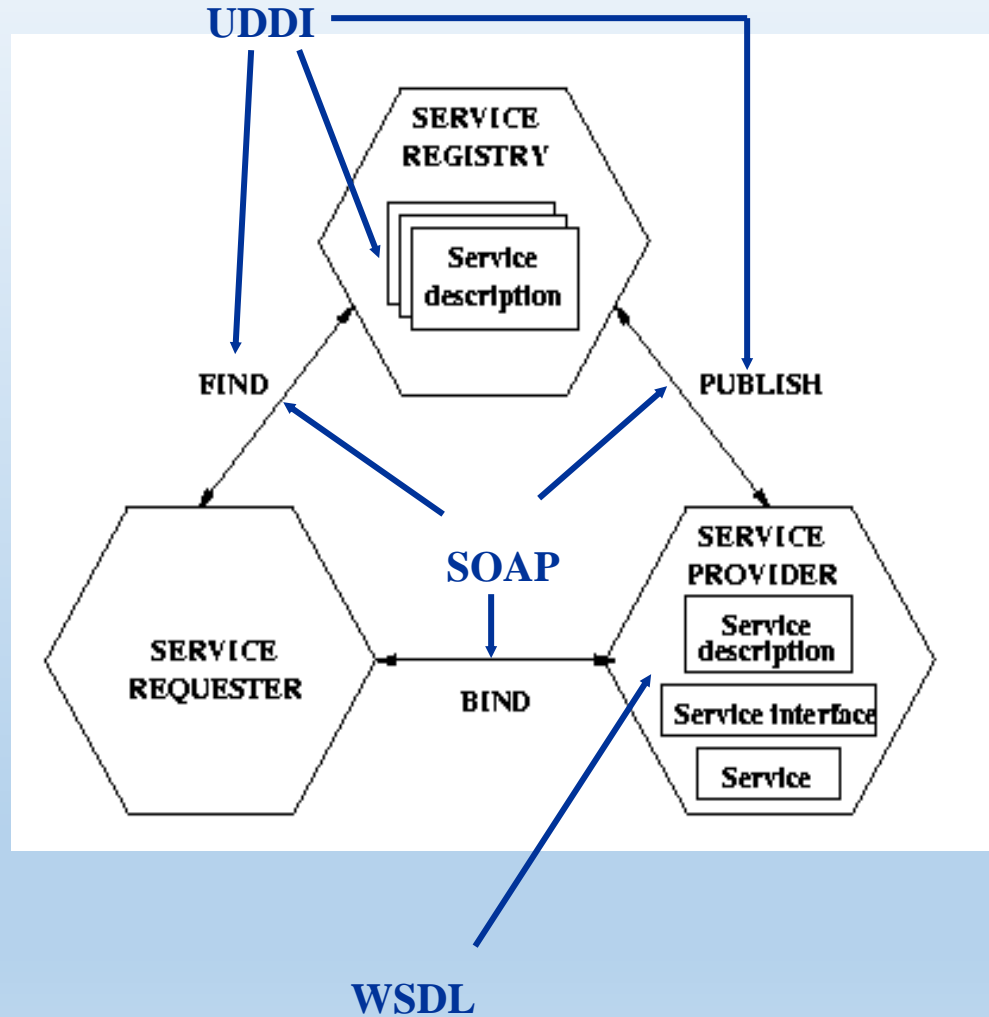 UDDI
SERVICE
REGISTRY
Service
description
FIND
PUBLISH
SOAP
SERVICE
REQUESTER
BIND
SERVICE
PROVIDER
Service
description
Service interface
Service
WSDL